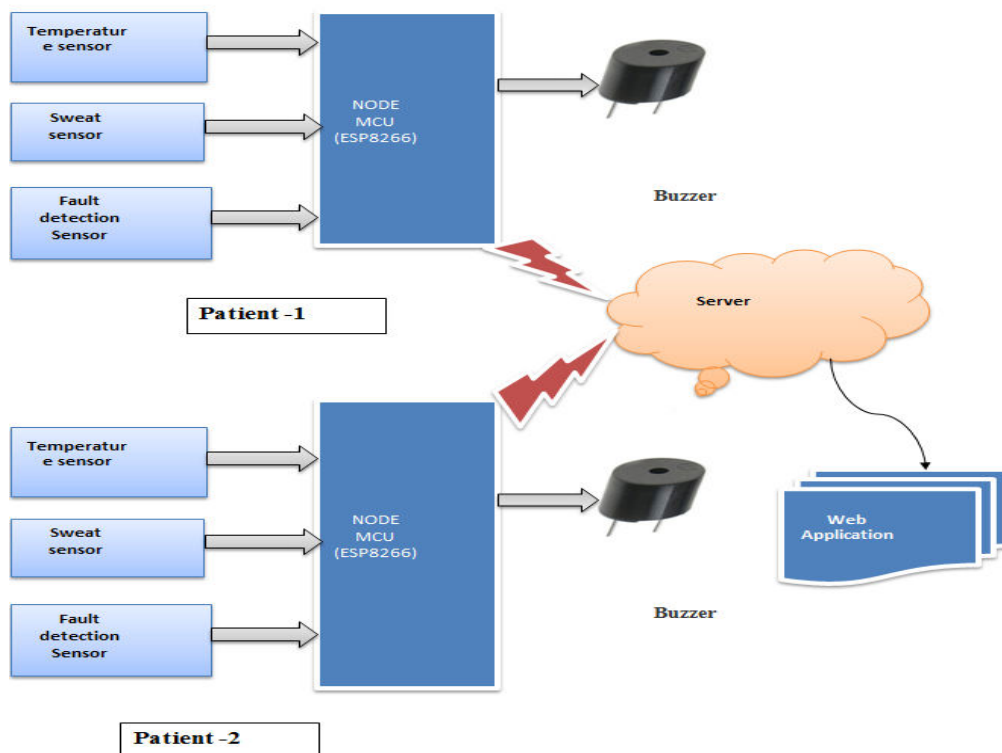 Temperatur
e sensor
Sweat
sensor
Fault
detection
Sensor
NODE
MCU
(ESP8266)
Buzzer
Patient -1
Server
Temperatur
e sensor
Sweat
sensor
Fault
detection
Sensor
NODE
MCU
(ESP8266)
Buzzer
Web
Application
Patient -2